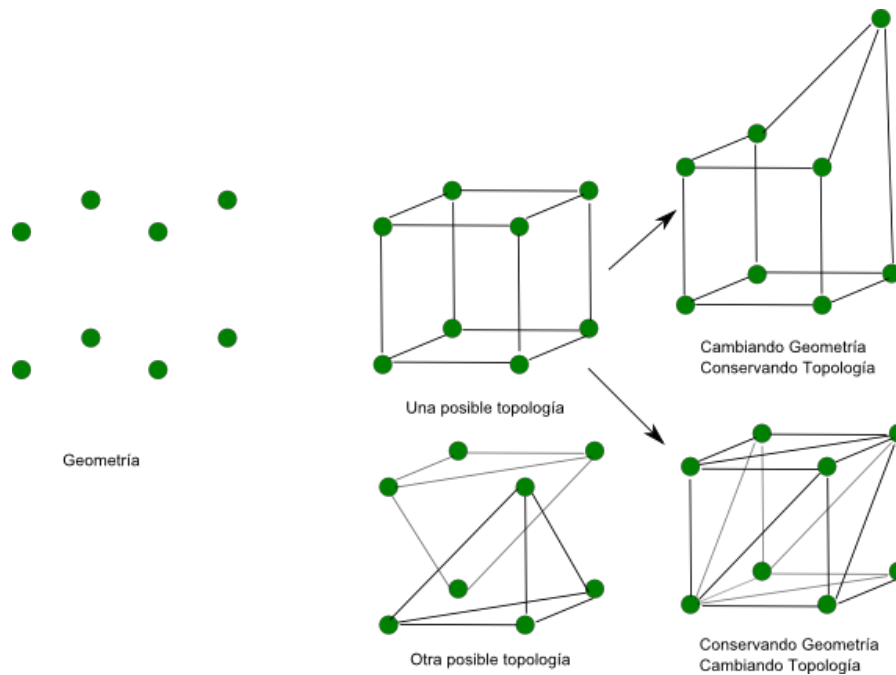 Geometría
Una posible topología
Otra posible topología
Cambiando Geometría
Conservando Topología
Conservando Geometría
Cambiando Topología